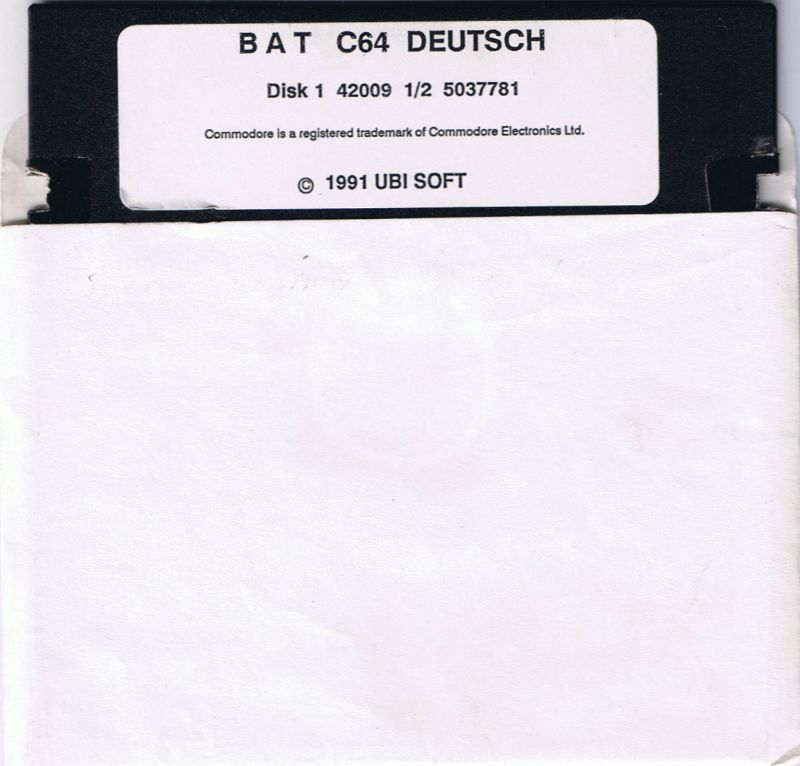 BAT C64 DEUTSCH
Disk 1 42009 1/2 5037781
Commodore is a registered trademark of Commodore Electronics Ltd.
© 1991 UBI SOFT